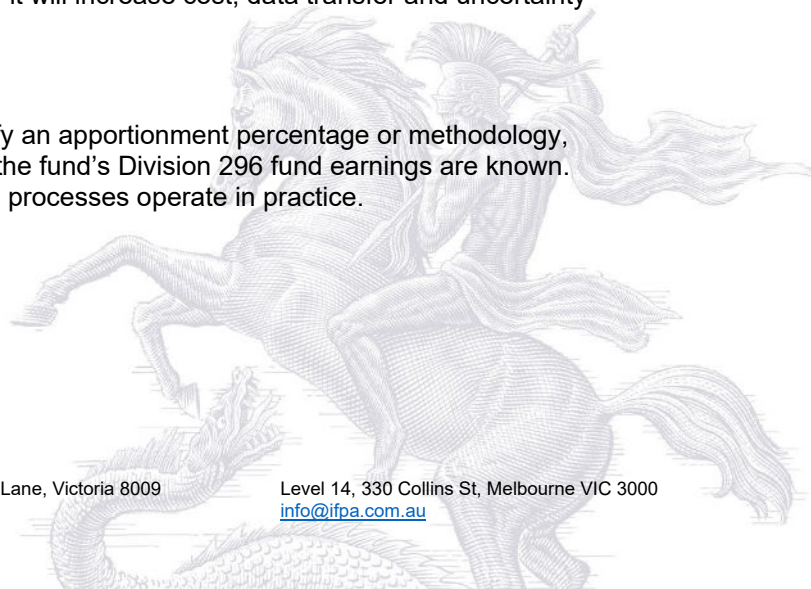 it will increase cost, data transfer and uncertainty
fy an apportionment percentage or methodology,
the fund's Division 296 fund earnings are known.
processes operate in practice.
Lane, Victoria 8009 Level 14, 330 Collins St, Melbourne VIC 3000
info@ifpa.com.au